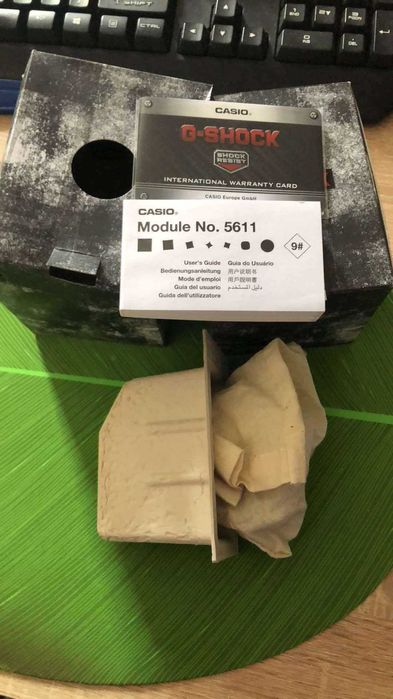 SHIFT
CASIO®
G-SHOCK
SHOCK
RESIST
INTERNATIONAL WARRANTY CARD
CASIO Europe GmbH
CASIO®
Module No. 5611
9#
User's Guide Guia do Usuário
Bedienungsanleitung 用户说明书
Mode d'emploi 用戶說明書
Guía del usuario دليل المستخدم
Guida dell'utilizzatore